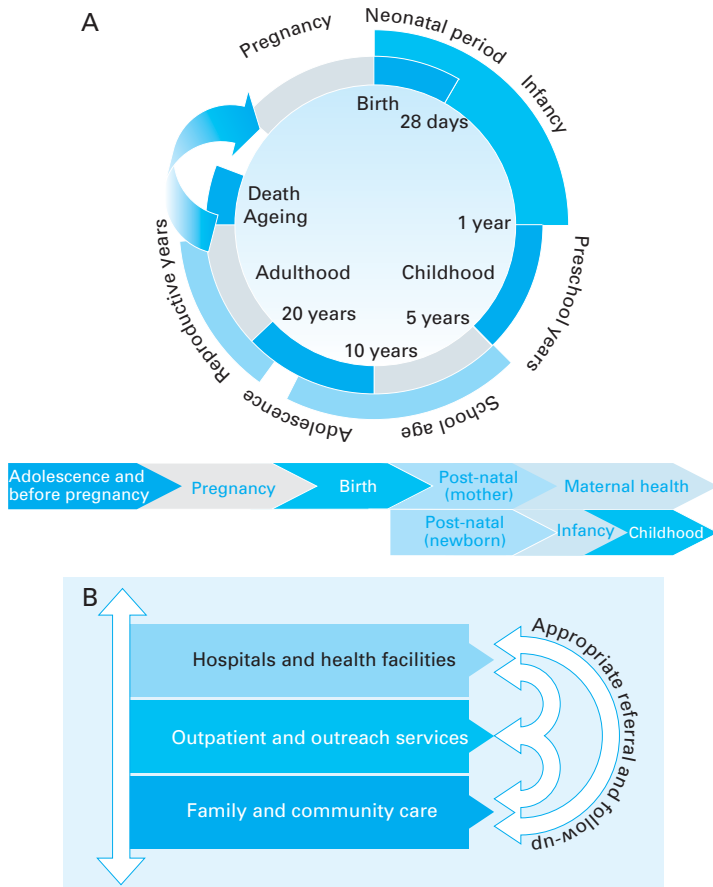 A
Pregnancy
Neonatal period
Infancy
Birth
28 days
1 year
Death
Ageing
Adulthood
Childhood
20 years
5 years
10 years
Preschool years
School age
Adolescence
Reproductive years
Adolescence and
before pregnancy
Pregnancy
Birth
Post-natal
(mother)
Maternal health
Post-natal
(newborn)
Infancy
Childhood
B
Hospitals and health facilities
Outpatient and outreach services
Family and community care
Appropriate referral and follow-up